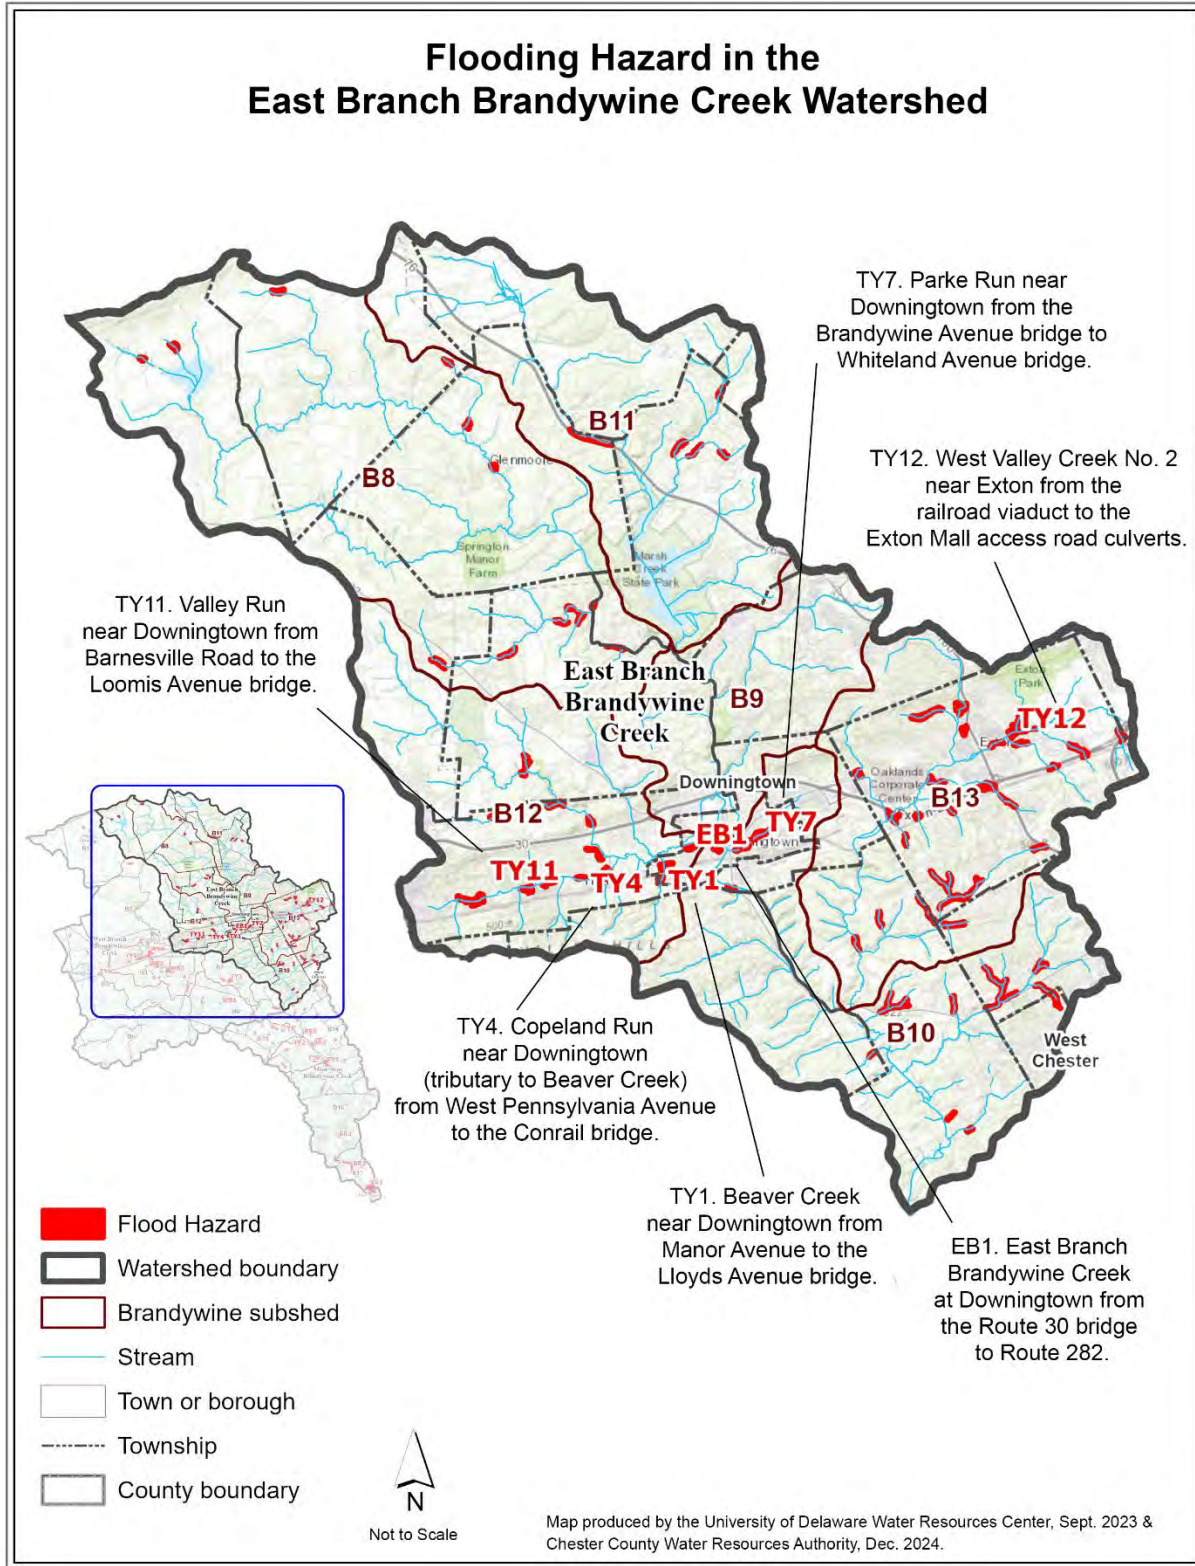 Flooding Hazard in the
East Branch Brandywine Creek Watershed
TY7. Parke Run near
Downingtown from the
Brandywine Avenue bridge to
Whiteland Avenue bridge.
TY12. West Valley Creek No. 2
near Exton from the
railroad viaduct to the
Exton Mall access road culverts.
TY11. Valley Run
near Downingtown from
Barnesville Road to the
Loomis Avenue bridge.
76
B11
Glenmoore
B8
Springton
Manor
Farm
Marsh
Creek
State Park
76
East Branch
Brandywine
Creek
B9
Exton
Park
TY12
Downingtown
Oaklands
Corporate
Center
B13
B12
30
EB1
TY7
TY11
TY4
TY1
B10
West
Chester
TY4. Copeland Run
near Downingtown
(tributary to Beaver Creek)
from West Pennsylvania Avenue
to the Conrail bridge.
TY1. Beaver Creek
near Downingtown from
Manor Avenue to the
Lloyds Avenue bridge.
EB1. East Branch
Brandywine Creek
at Downingtown from
the Route 30 bridge
to Route 282.
Flood Hazard
Watershed boundary
Brandywine subshed
Stream
Town or borough
Township
County boundary
N
Not to Scale
Map produced by the University of Delaware Water Resources Center, Sept. 2023 &
Chester County Water Resources Authority, Dec. 2024.